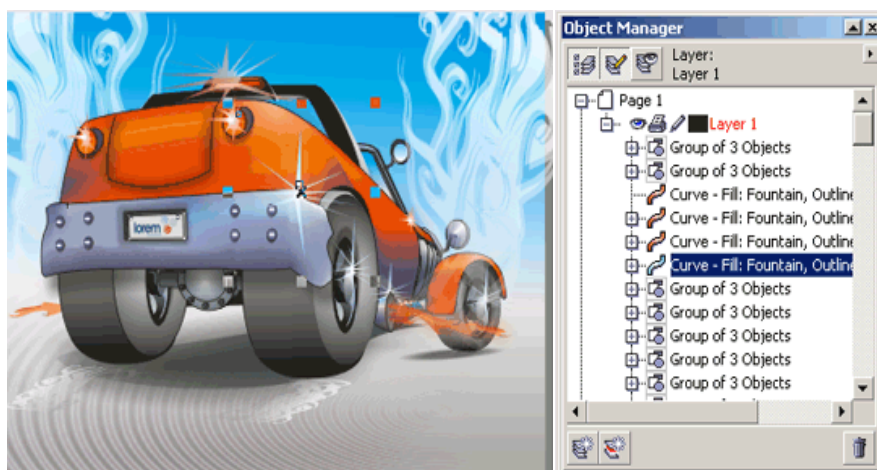 lorem
Object Manager
Layer:
Layer 1
Page 1
Layer 1
Group of 3 Objects
Group of 3 Objects
Curve - Fill: Fountain, Outline
Curve - Fill: Fountain, Outline
Curve - Fill: Fountain, Outline
Curve - Fill: Fountain, Outline
Group of 3 Objects
Group of 3 Objects
Group of 3 Objects
Group of 3 Objects
Group of 3 Objects